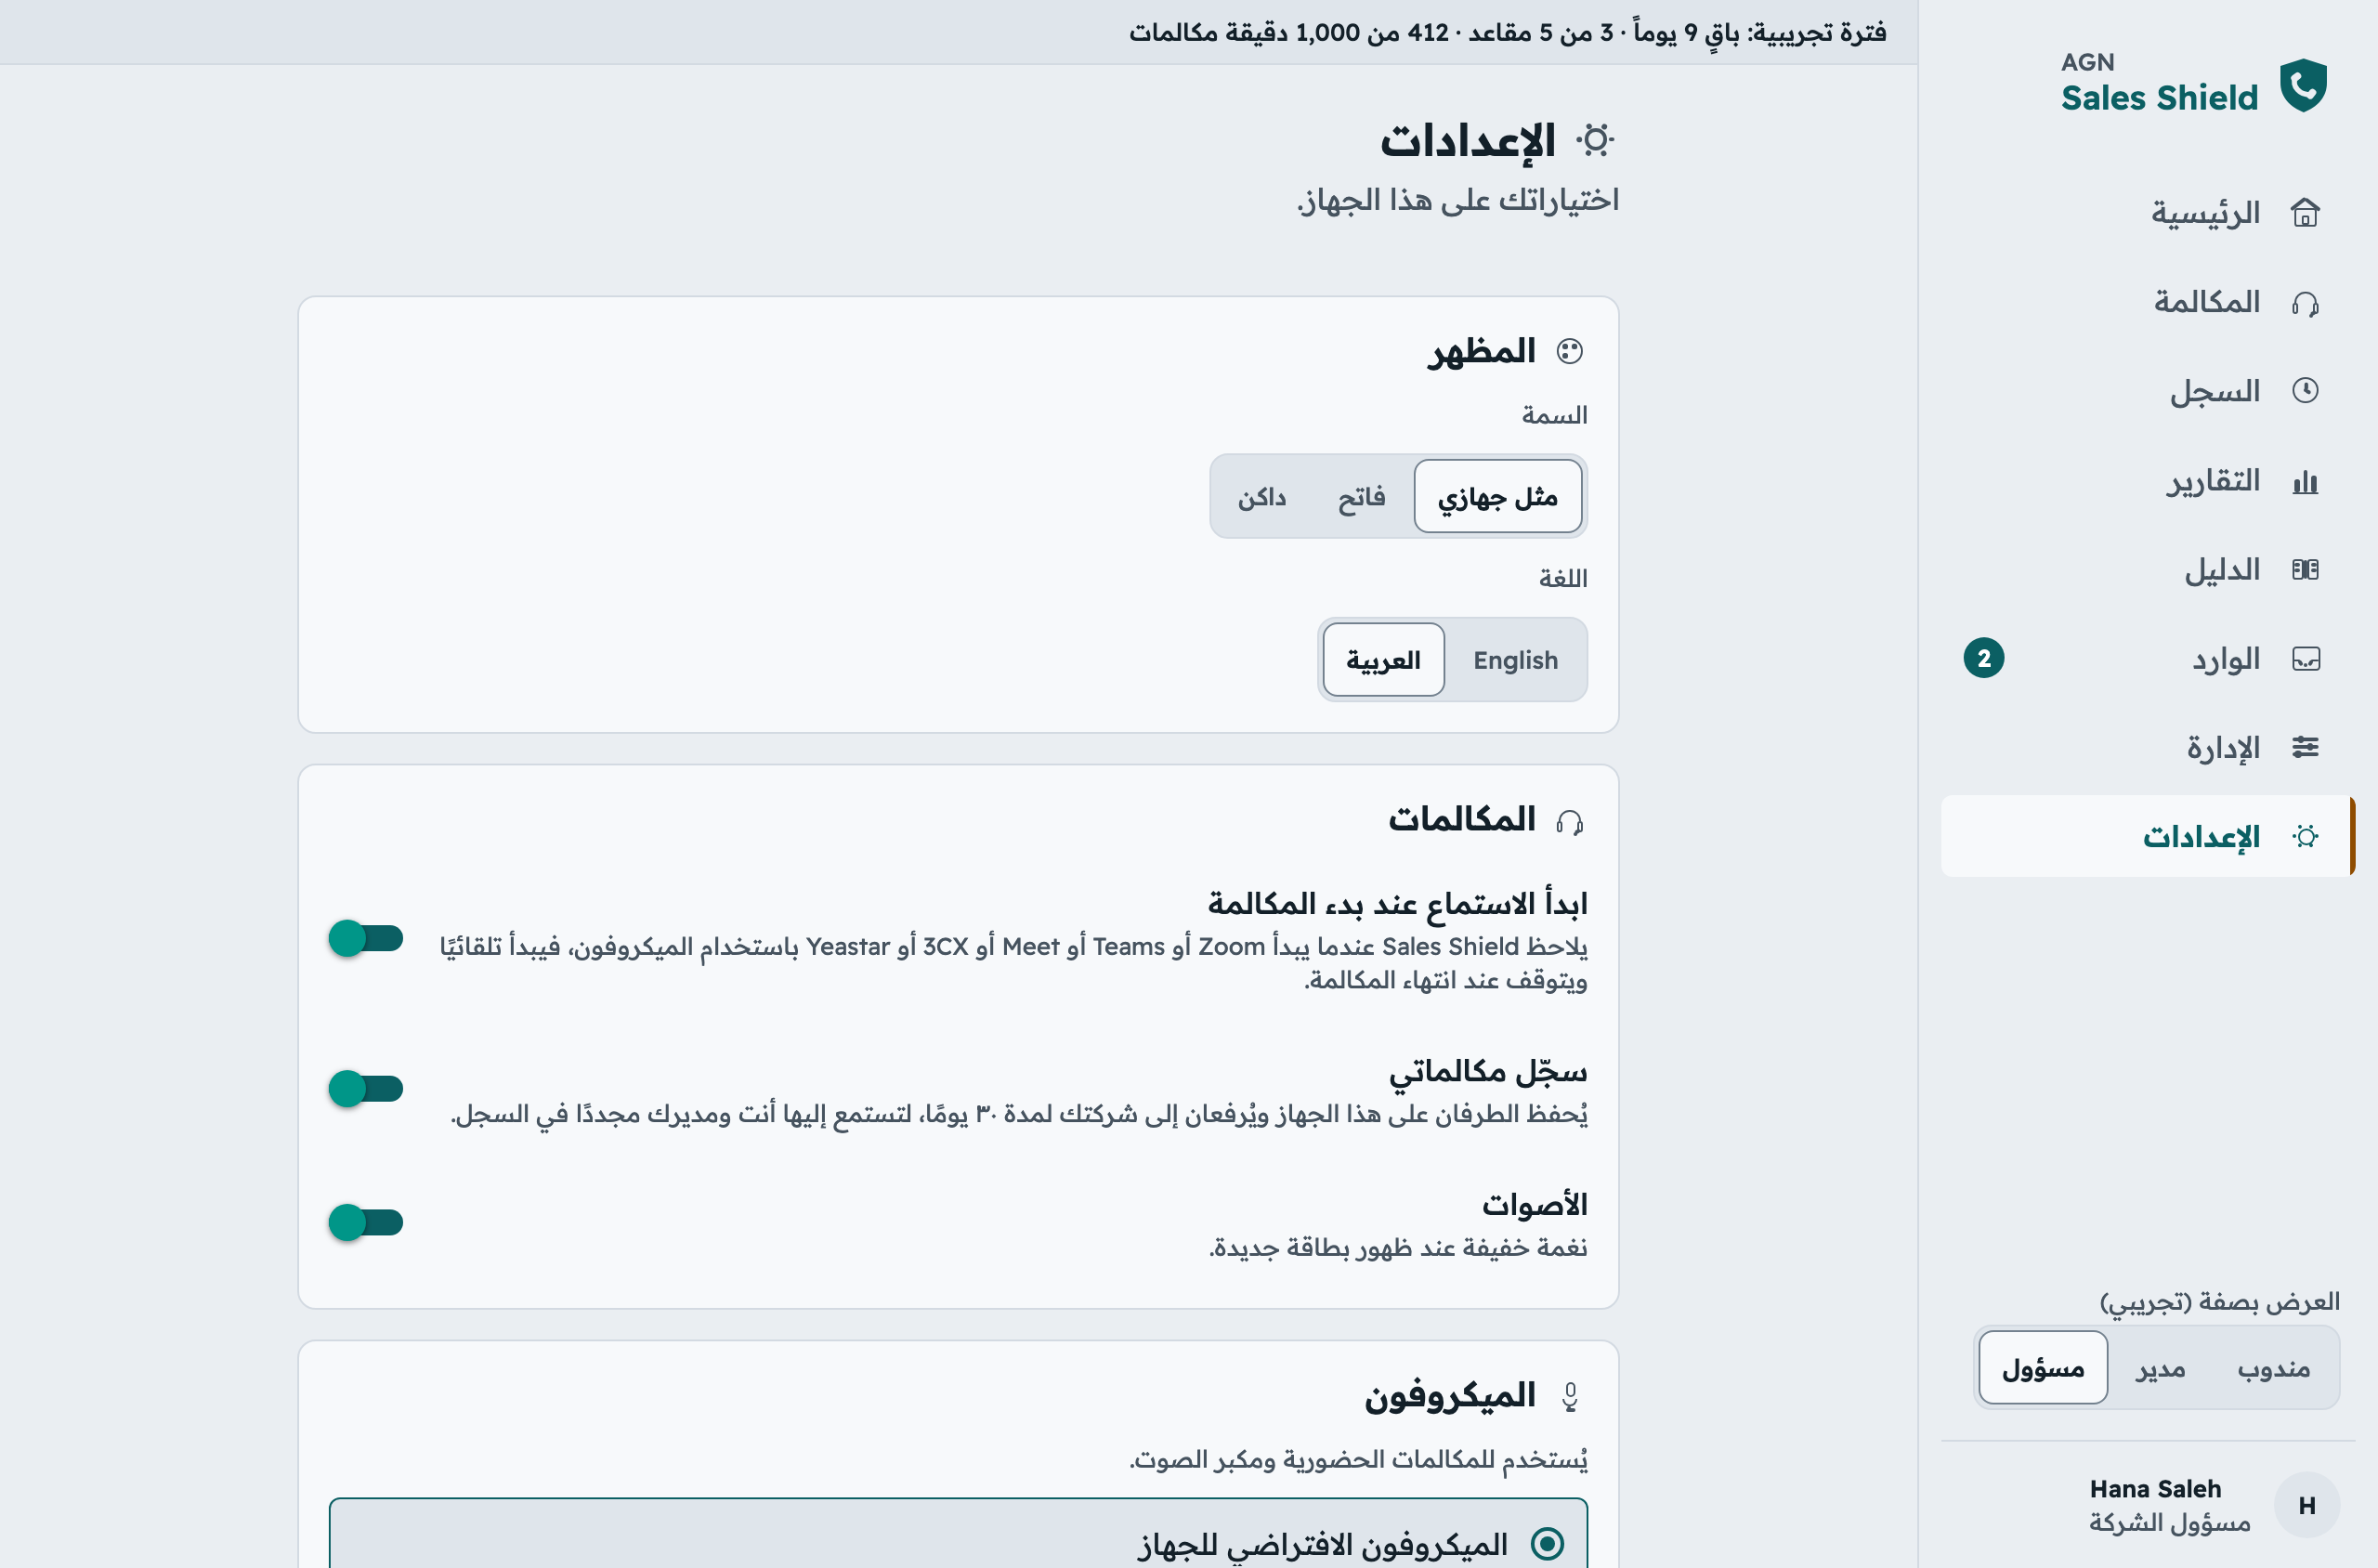 فترة تجريبية: باقٍ 9 يوماً · 3 من 5 مقاعد · 412 من 1,000 دقيقة مكالمات
AGN
Sales Shield
الرئيسية
المكالمة
السجل
التقارير
الدليل
الوارد
2
الإدارة
الإعدادات
العرض بصفة (تجريبي)
مندوب
مدير
مسؤول
H
Hana Saleh
مسؤول الشركة
الإعدادات
اختياراتك على هذا الجهاز.
المظهر
السمة
مثل جهازي
فاتح
داكن
اللغة
English
العربية
المكالمات
ابدأ الاستماع عند بدء المكالمة
يلاحظ Sales Shield عندما يبدأ Zoom أو Teams أو Meet أو 3CX أو Yeastar باستخدام الميكروفون، فيبدأ تلقائيًا
ويتوقف عند انتهاء المكالمة.
سجّل مكالماتي
يُحفظ الطرفان على هذا الجهاز ويُرفعان إلى شركتك لمدة ٣٠ يومًا، لتستمع إليها أنت ومديرك مجددًا في السجل.
الأصوات
نغمة خفيفة عند ظهور بطاقة جديدة.
الميكروفون
يُستخدم للمكالمات الحضورية ومكبر الصوت.
الميكروفون الافتراضي للجهاز